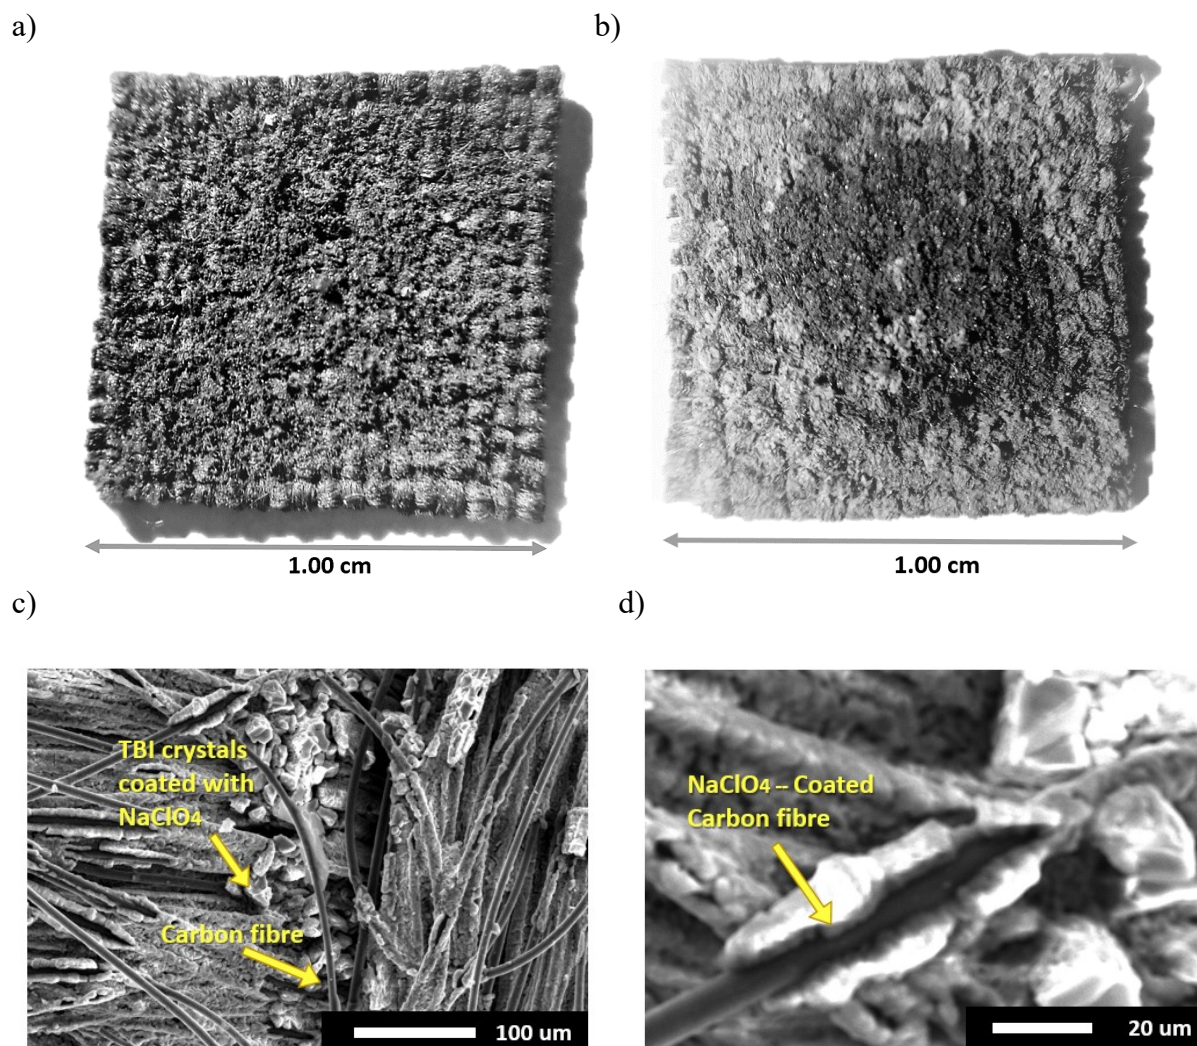 a)
b)
1.00 cm
1.00 cm
c)
d)
TBI crystals
coated with
NaClO4
Carbon fibre
100 um
NaClO4 – Coated
Carbon fibre
20 um